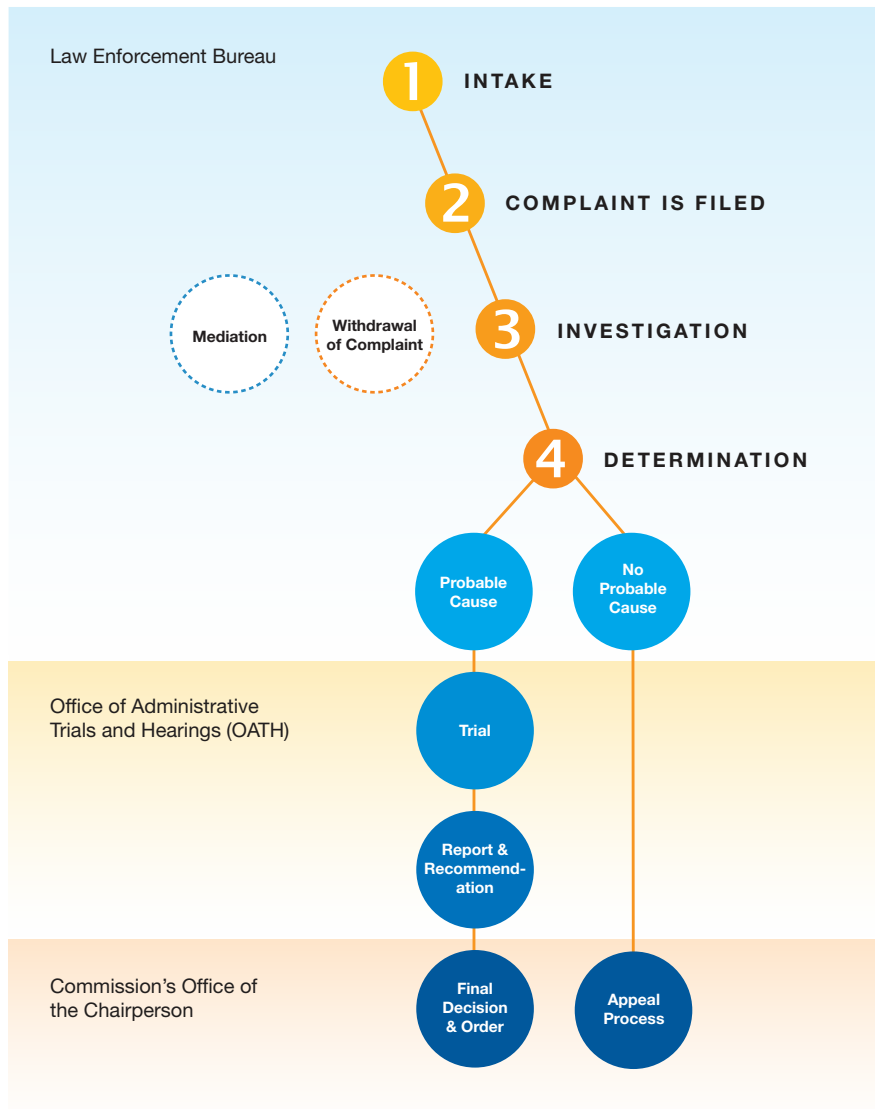 Law Enforcement Bureau
1 INTAKE
2 COMPLAINT IS FILED
Mediation
Withdrawal
of Complaint
3 INVESTIGATION
4 DETERMINATION
Probable
Cause
No
Probable
Cause
Office of Administrative
Trials and Hearings (OATH)
Trial
Report &
Recommend-
ation
Commission’s Office of
the Chairperson
Final
Decision
& Order
Appeal
Process